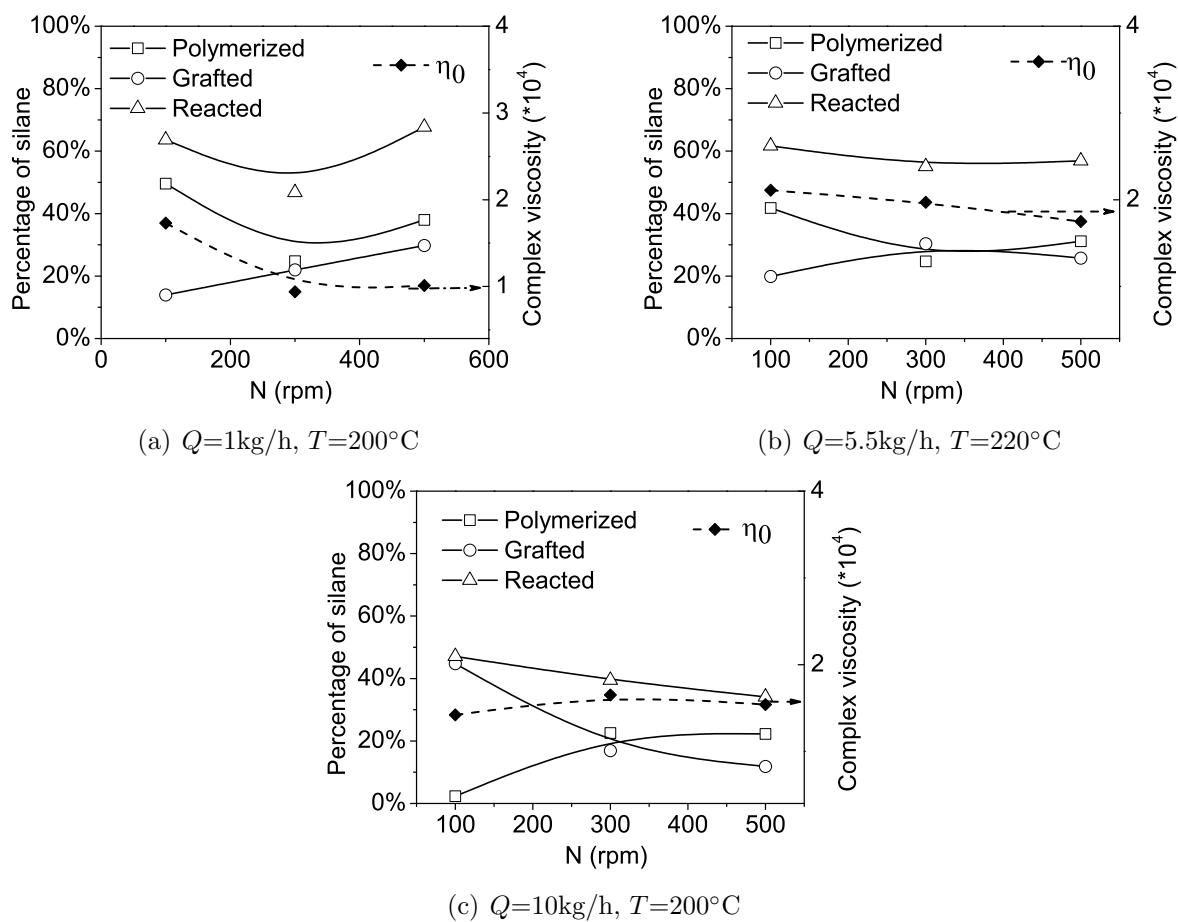 100%
80%
60%
40%
20%
0%
Percentage of silane
Polymerized
Grafted
Reacted
η0
4
3
2
1
Complex viscosity (*10^4)
0 200 400 600
N (rpm)
(a) Q=1kg/h, T=200°C
100%
80%
60%
40%
20%
0%
Percentage of silane
Polymerized
Grafted
Reacted
η0
4
2
Complex viscosity (*10^4)
100 200 300 400 500
N (rpm)
(b) Q=5.5kg/h, T=220°C
100%
80%
60%
40%
20%
0%
Percentage of silane
Polymerized
Grafted
Reacted
η0
4
2
Complex viscosity (*10^4)
100 200 300 400 500
N (rpm)
(c) Q=10kg/h, T=200°C